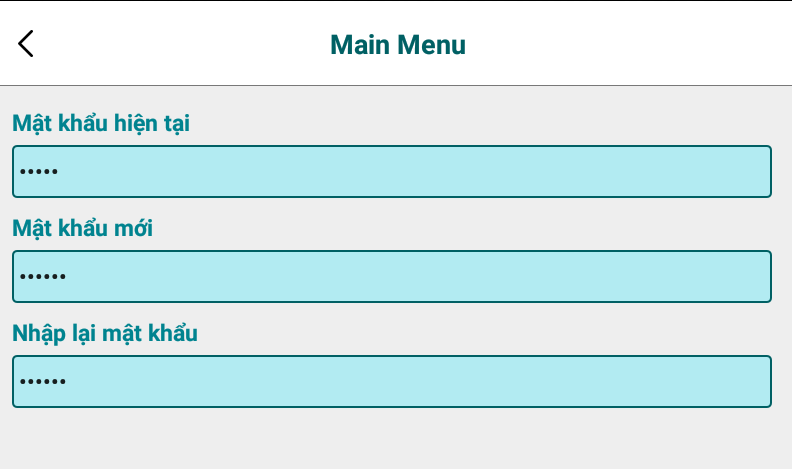 Main Menu
Mật khẩu hiện tại
•••••
Mật khẩu mới
••••••
Nhập lại mật khẩu
••••••